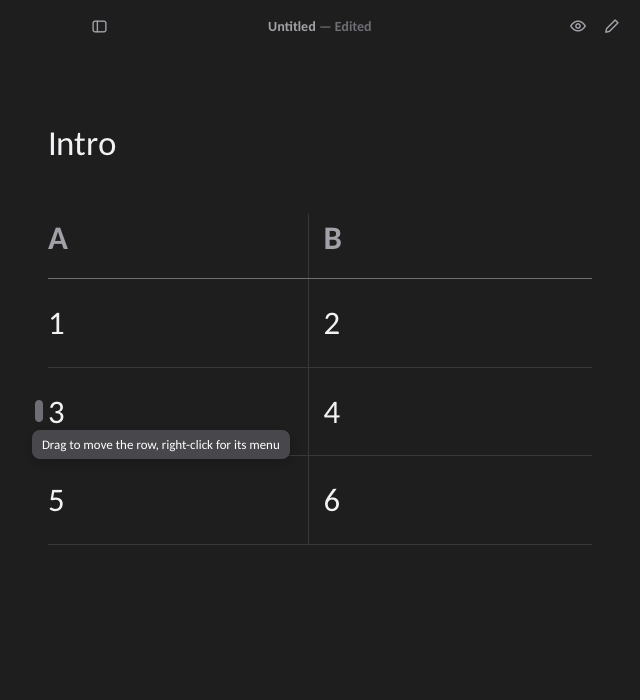 Untitled — Edited
Intro
A B
1 2
3 4
Drag to move the row, right-click for its menu
5 6